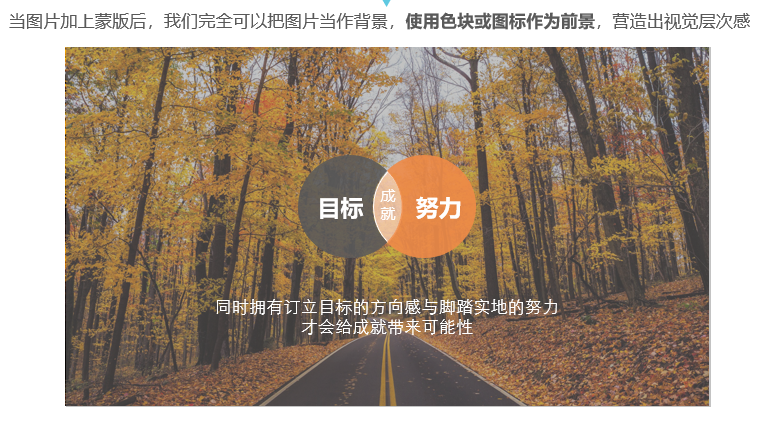 当图片加上蒙版后，我们完全可以把图片当作背景，使用色块或图标作为前景，营造出视觉层次感
目标
成
就
努力
同时拥有订立目标的方向感与脚踏实地的努力
才会给成就带来可能性